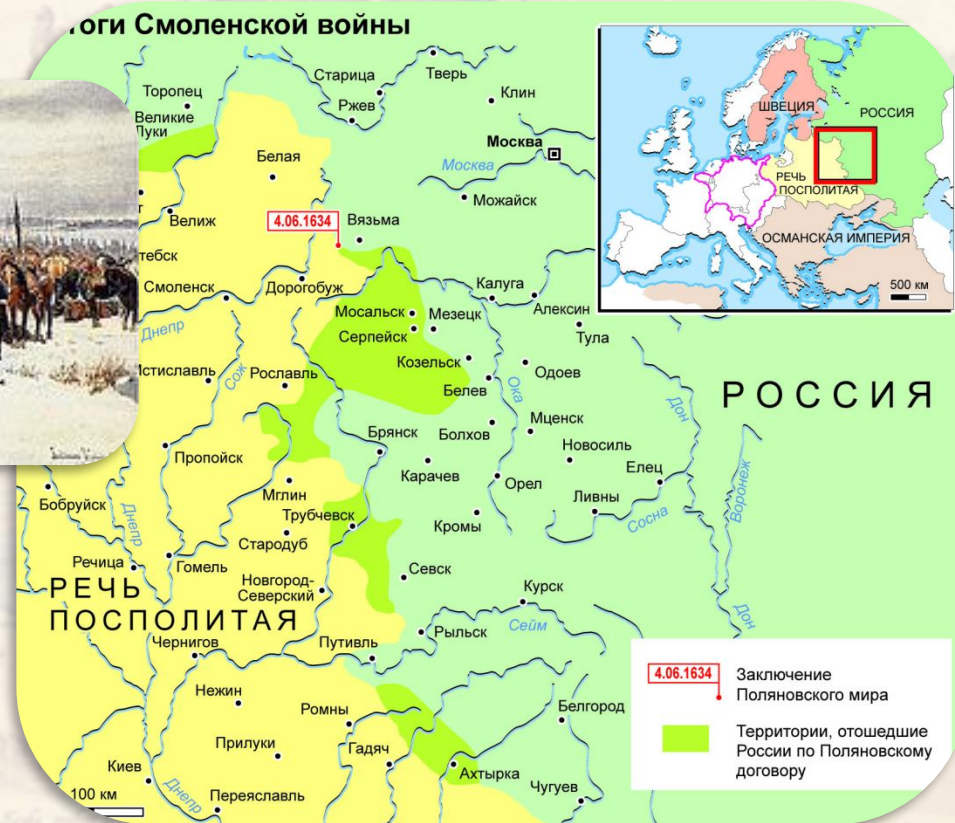 тоги Смоленской войны
Торопец
Великие
Луки
Старица
Тверь
Ржев
Клин
Москва
Москва
Белая
Можайск
Велиж
4.06.1634
Вязьма
тебск
Смоленск
Дорогобуж
Калуга
Алексин
Днепр
Мосальск
Мезецк
Серпейск
Тула
Козельск
Одоев
Мстиславль
Сож
Рославль
Белев
Ока
Дон
РОССИЯ
Мценск
Брянск
Болхов
Новосиль
Пропойск
Карачев
Орел
Елец
Воронеж
Мглин
Ливны
Бобруйск
Днепр
Трубчевск
Кромы
Сосна
Стародуб
Речица
Гомель
Новгород-
Северский
Севск
Курск
Дон
РЕЧЬ
ПОСПОЛИТАЯ
Сейм
Рыльск
Чернигов
Путивль
Нежин
Ромны
Белгород
Прилуки
Гадяч
Ахтырка
Киев
Чугуев
Днепр
Переяславль
100 км
ШВЕЦИЯ
РОССИЯ
РЕЧЬ
ПОСПОЛИТАЯ
ОСМАНСКАЯ ИМПЕРИЯ
500 км
4.06.1634
Заключение
Поляновского мира
Территории, отошедшие
России по Поляновскому
договору